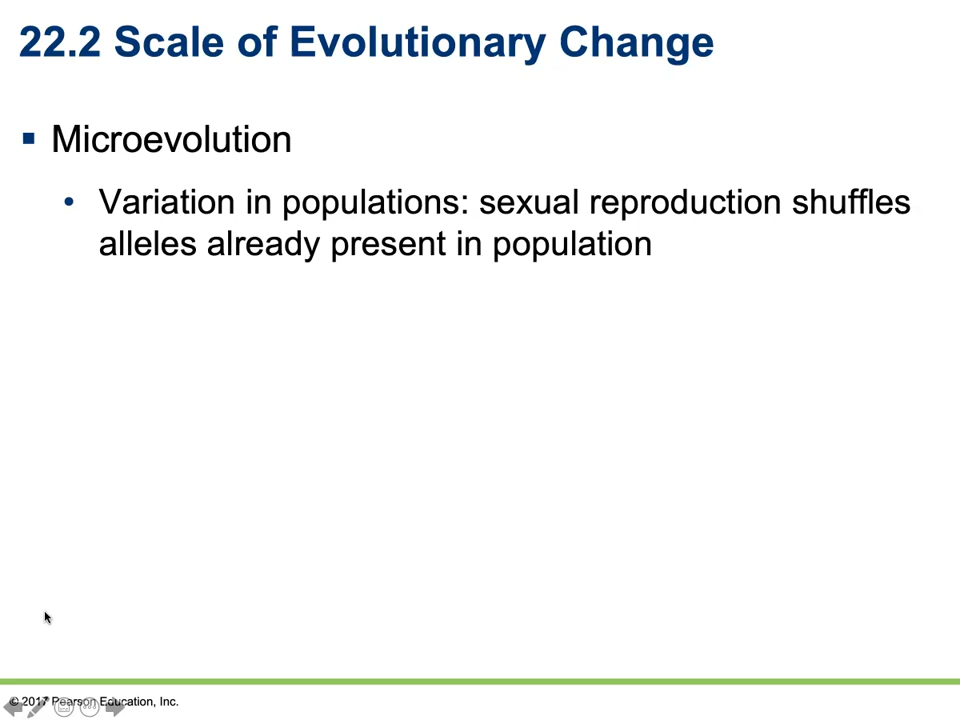 22.2 Scale of Evolutionary Change
▪ Microevolution
• Variation in populations: sexual reproduction shuffles
alleles already present in population
© 2017 Pearson Education, Inc.